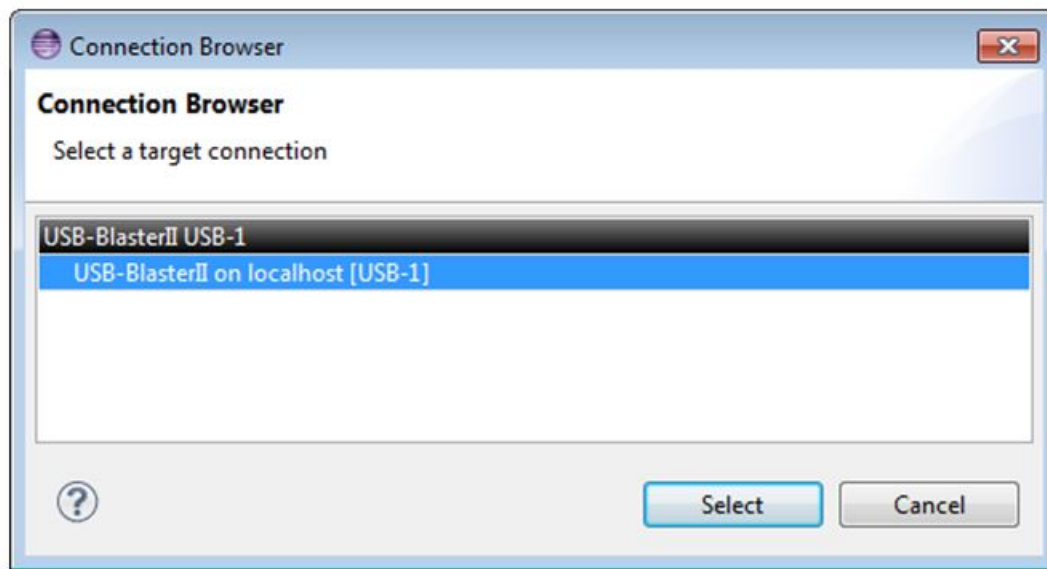 Connection Browser
Connection Browser
Select a target connection
USB-BlasterII USB-1
USB-BlasterII on localhost [USB-1]
?
Select
Cancel